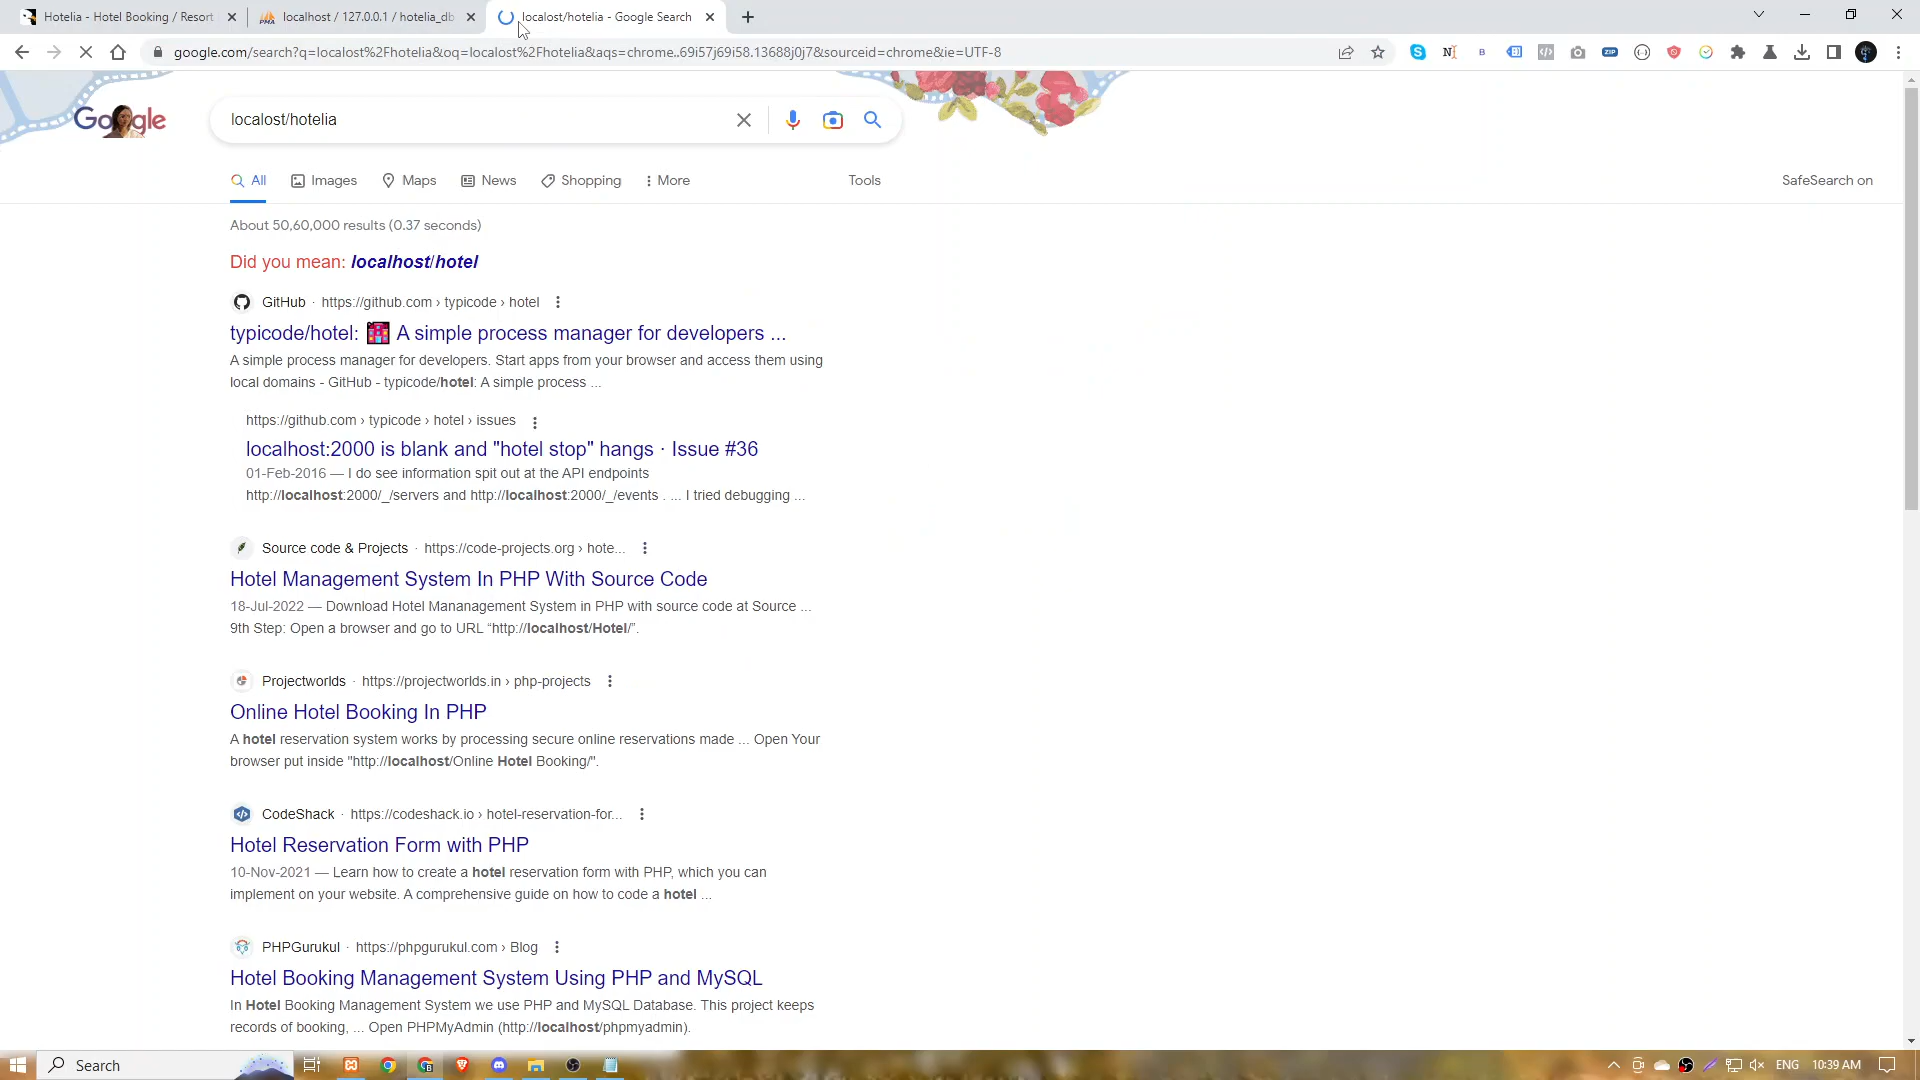 Hotelia - Hotel Booking / Resort
localhost / 127.0.0.1 / hotelia_db
localost/hotelia - Google Search
google.com/search?q=localost%2Fhotelia&oq=localost%2Fhotelia&aqs=chrome..69i57j69i58.13688j0j7&sourceid=chrome&ie=UTF-8
Google
localost/hotelia
All
Images
Maps
News
Shopping
More
Tools
SafeSearch on
About 50,60,000 results (0.37 seconds)
Did you mean: localhost/hotel
GitHub · https://github.com › typicode › hotel
typicode/hotel: 🏩 A simple process manager for developers ...
A simple process manager for developers. Start apps from your browser and access them using
local domains - GitHub - typicode/hotel: A simple process ...
https://github.com › typicode › hotel › issues
localhost:2000 is blank and "hotel stop" hangs · Issue #36
01-Feb-2016 — I do see information spit out at the API endpoints
http://localhost:2000/_/servers and http://localhost:2000/_/events . ... I tried debugging ...
Source code & Projects · https://code-projects.org › hote...
Hotel Management System In PHP With Source Code
18-Jul-2022 — Download Hotel Mananagement System in PHP with source code at Source ...
9th Step: Open a browser and go to URL “http://localhost/Hotel/”.
Projectworlds · https://projectworlds.in › php-projects
Online Hotel Booking In PHP
A hotel reservation system works by processing secure online reservations made ... Open Your
browser put inside "http://localhost/Online Hotel Booking/".
CodeShack · https://codeshack.io › hotel-reservation-for...
Hotel Reservation Form with PHP
10-Nov-2021 — Learn how to create a hotel reservation form with PHP, which you can
implement on your website. A comprehensive guide on how to code a hotel ...
PHPGurukul · https://phpgurukul.com › Blog
Hotel Booking Management System Using PHP and MySQL
In Hotel Booking Management System we use PHP and MySQL Database. This project keeps
records of booking, ... Open PHPMyAdmin (http://localhost/phpmyadmin).
Search
ENG
10:39 AM